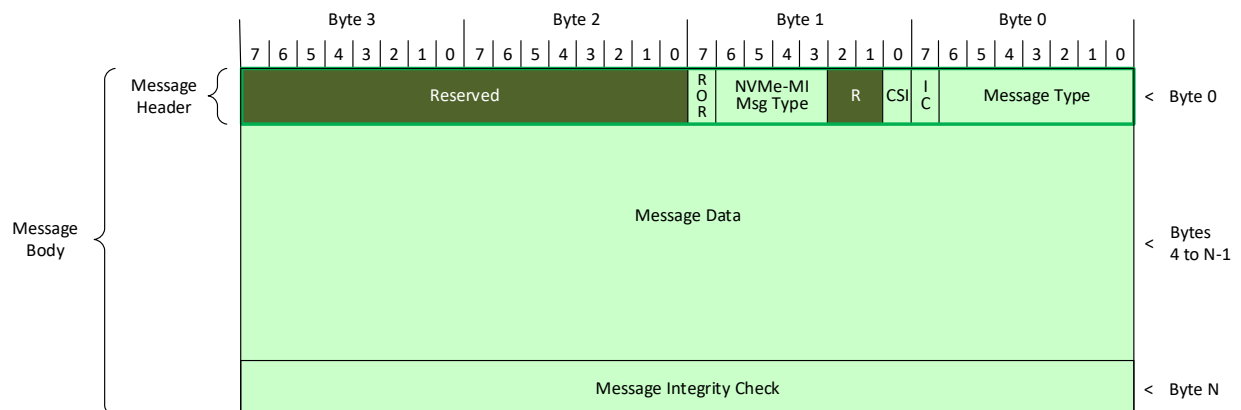 Byte 3 Byte 2 Byte 1 Byte 0
7 6 5 4 3 2 1 0 7 6 5 4 3 2 1 0 7 6 5 4 3 2 1 0 7 6 5 4 3 2 1 0
Message
Header
Reserved
R
O
R
NVMe-MI
Msg Type
R
CSI
I
C
Message Type
< Byte 0
Message
Body
Message Data
< Bytes
4 to N-1
Message Integrity Check
< Byte N